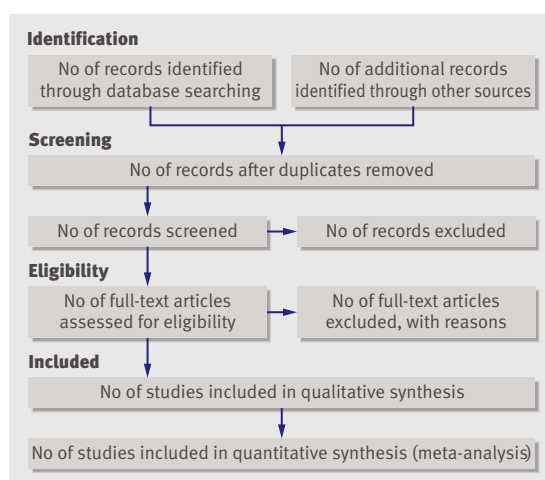 Identification
No of records identified
through database searching
No of additional records
identified through other sources
Screening
No of records after duplicates removed
No of records screened
No of records excluded
Eligibility
No of full-text articles
assessed for eligibility
No of full-text articles
excluded, with reasons
Included
No of studies included in qualitative synthesis
No of studies included in quantitative synthesis (meta-analysis)